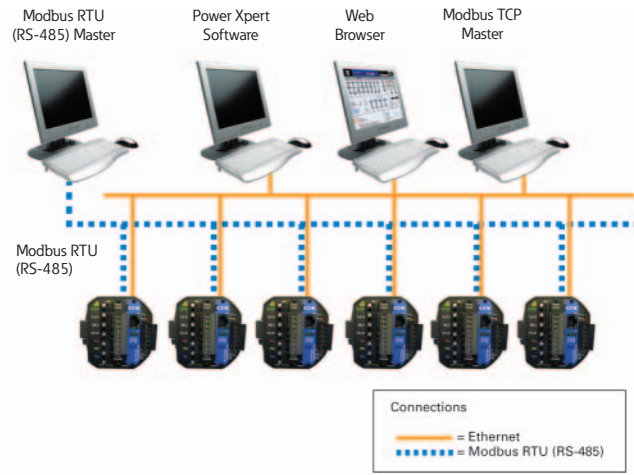 Modbus RTU
(RS-485) Master
Power Xpert
Software
Web
Browser
Modbus TCP
Master
Modbus RTU
(RS-485)
Connections
= Ethernet
= Modbus RTU (RS-485)